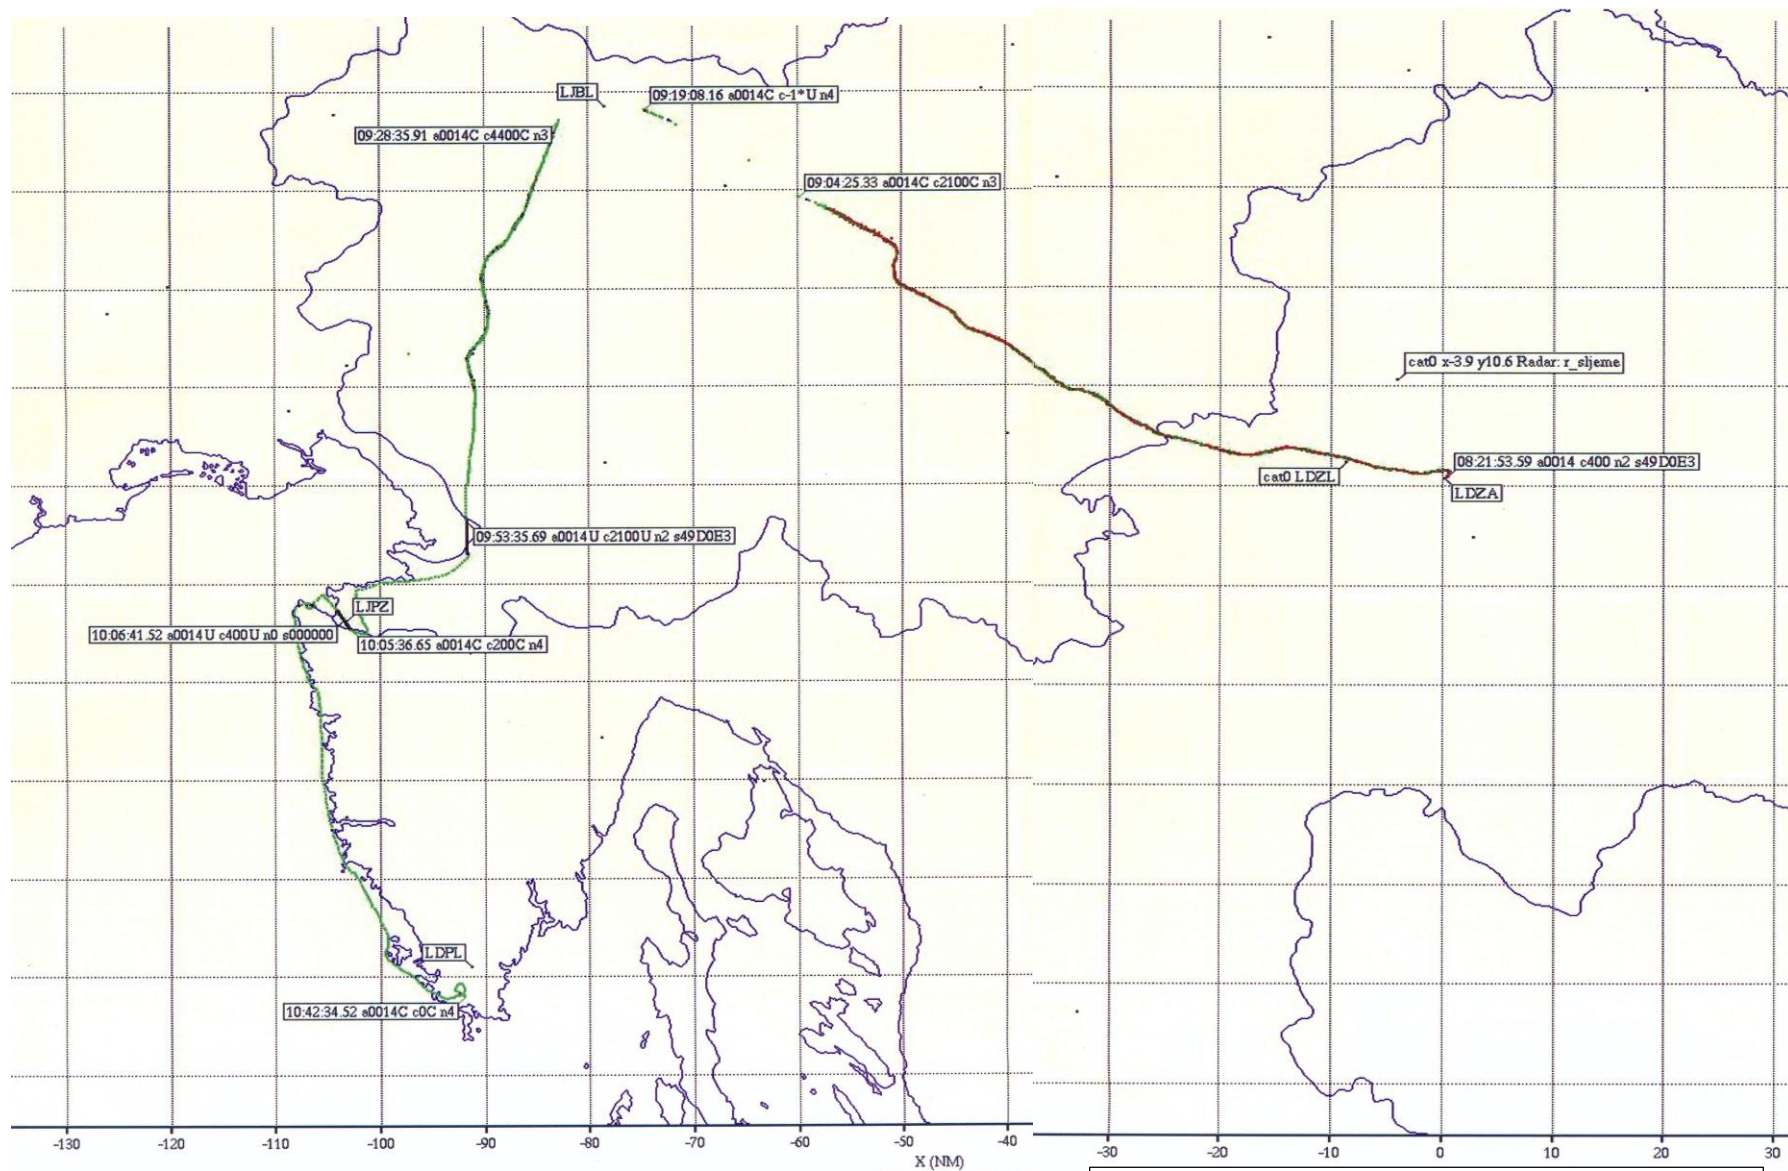 LJBL
09:19:08.16 a0014C c-1*U n4
09:28:35.91 a0014C c4400C n3
09:04:25.33 a0014C c2100C n3
cat0 x-3.9 y10.6 Radar: r_sljeme
08:21:53.59 a0014 c400 n2 s49D0E3
cat0 LDZL
LDZA
09:53:35.69 a0014U c2100U n2 s49D0E3
LJPZ
10:06:41.52 a0014U c400U n0 s000000
10:05:36.65 a0014C c200C n4
LDPL
10:42:34.52 a0014C c0C n4
-130 -120 -110 -100 -90 -80 -70 -60 -50 -40 -30 -20 -10 0 10 20 30
X (NM)